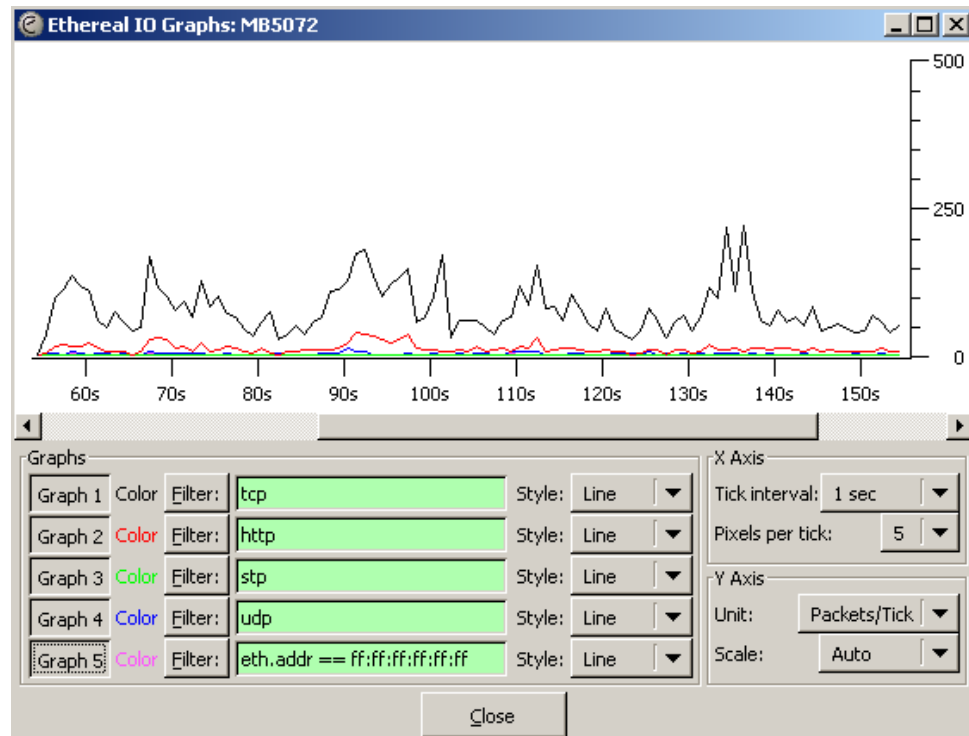 Ethereal IO Graphs: MB5072
500
250
0
60s 70s 80s 90s 100s 110s 120s 130s 140s 150s
Graphs
Graph 1 Color Filter: tcp Style: Line
Graph 2 Color Filter: http Style: Line
Graph 3 Color Filter: stp Style: Line
Graph 4 Color Filter: udp Style: Line
Graph 5 Color Filter: eth.addr == ff:ff:ff:ff:ff:ff Style: Line
X Axis
Tick interval: 1 sec
Pixels per tick: 5
Y Axis
Unit: Packets/Tick
Scale: Auto
Close